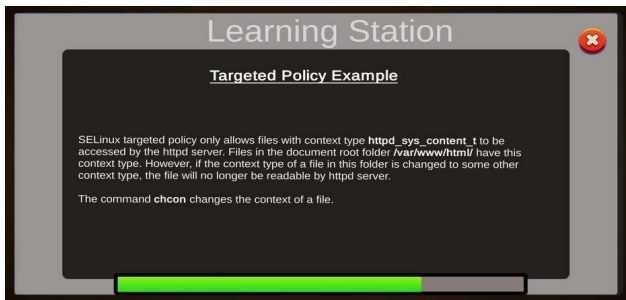 Learning Station
Targeted Policy Example
SELinux targeted policy only allows files with context type httpd_sys_content_t to be
accessed by the httpd server. Files in the document root folder /var/www/html/ have this
context type. However, if the context type of a file in this folder is changed to some other
context type, the file will no longer be readable by httpd server.
The command chcon changes the context of a file.